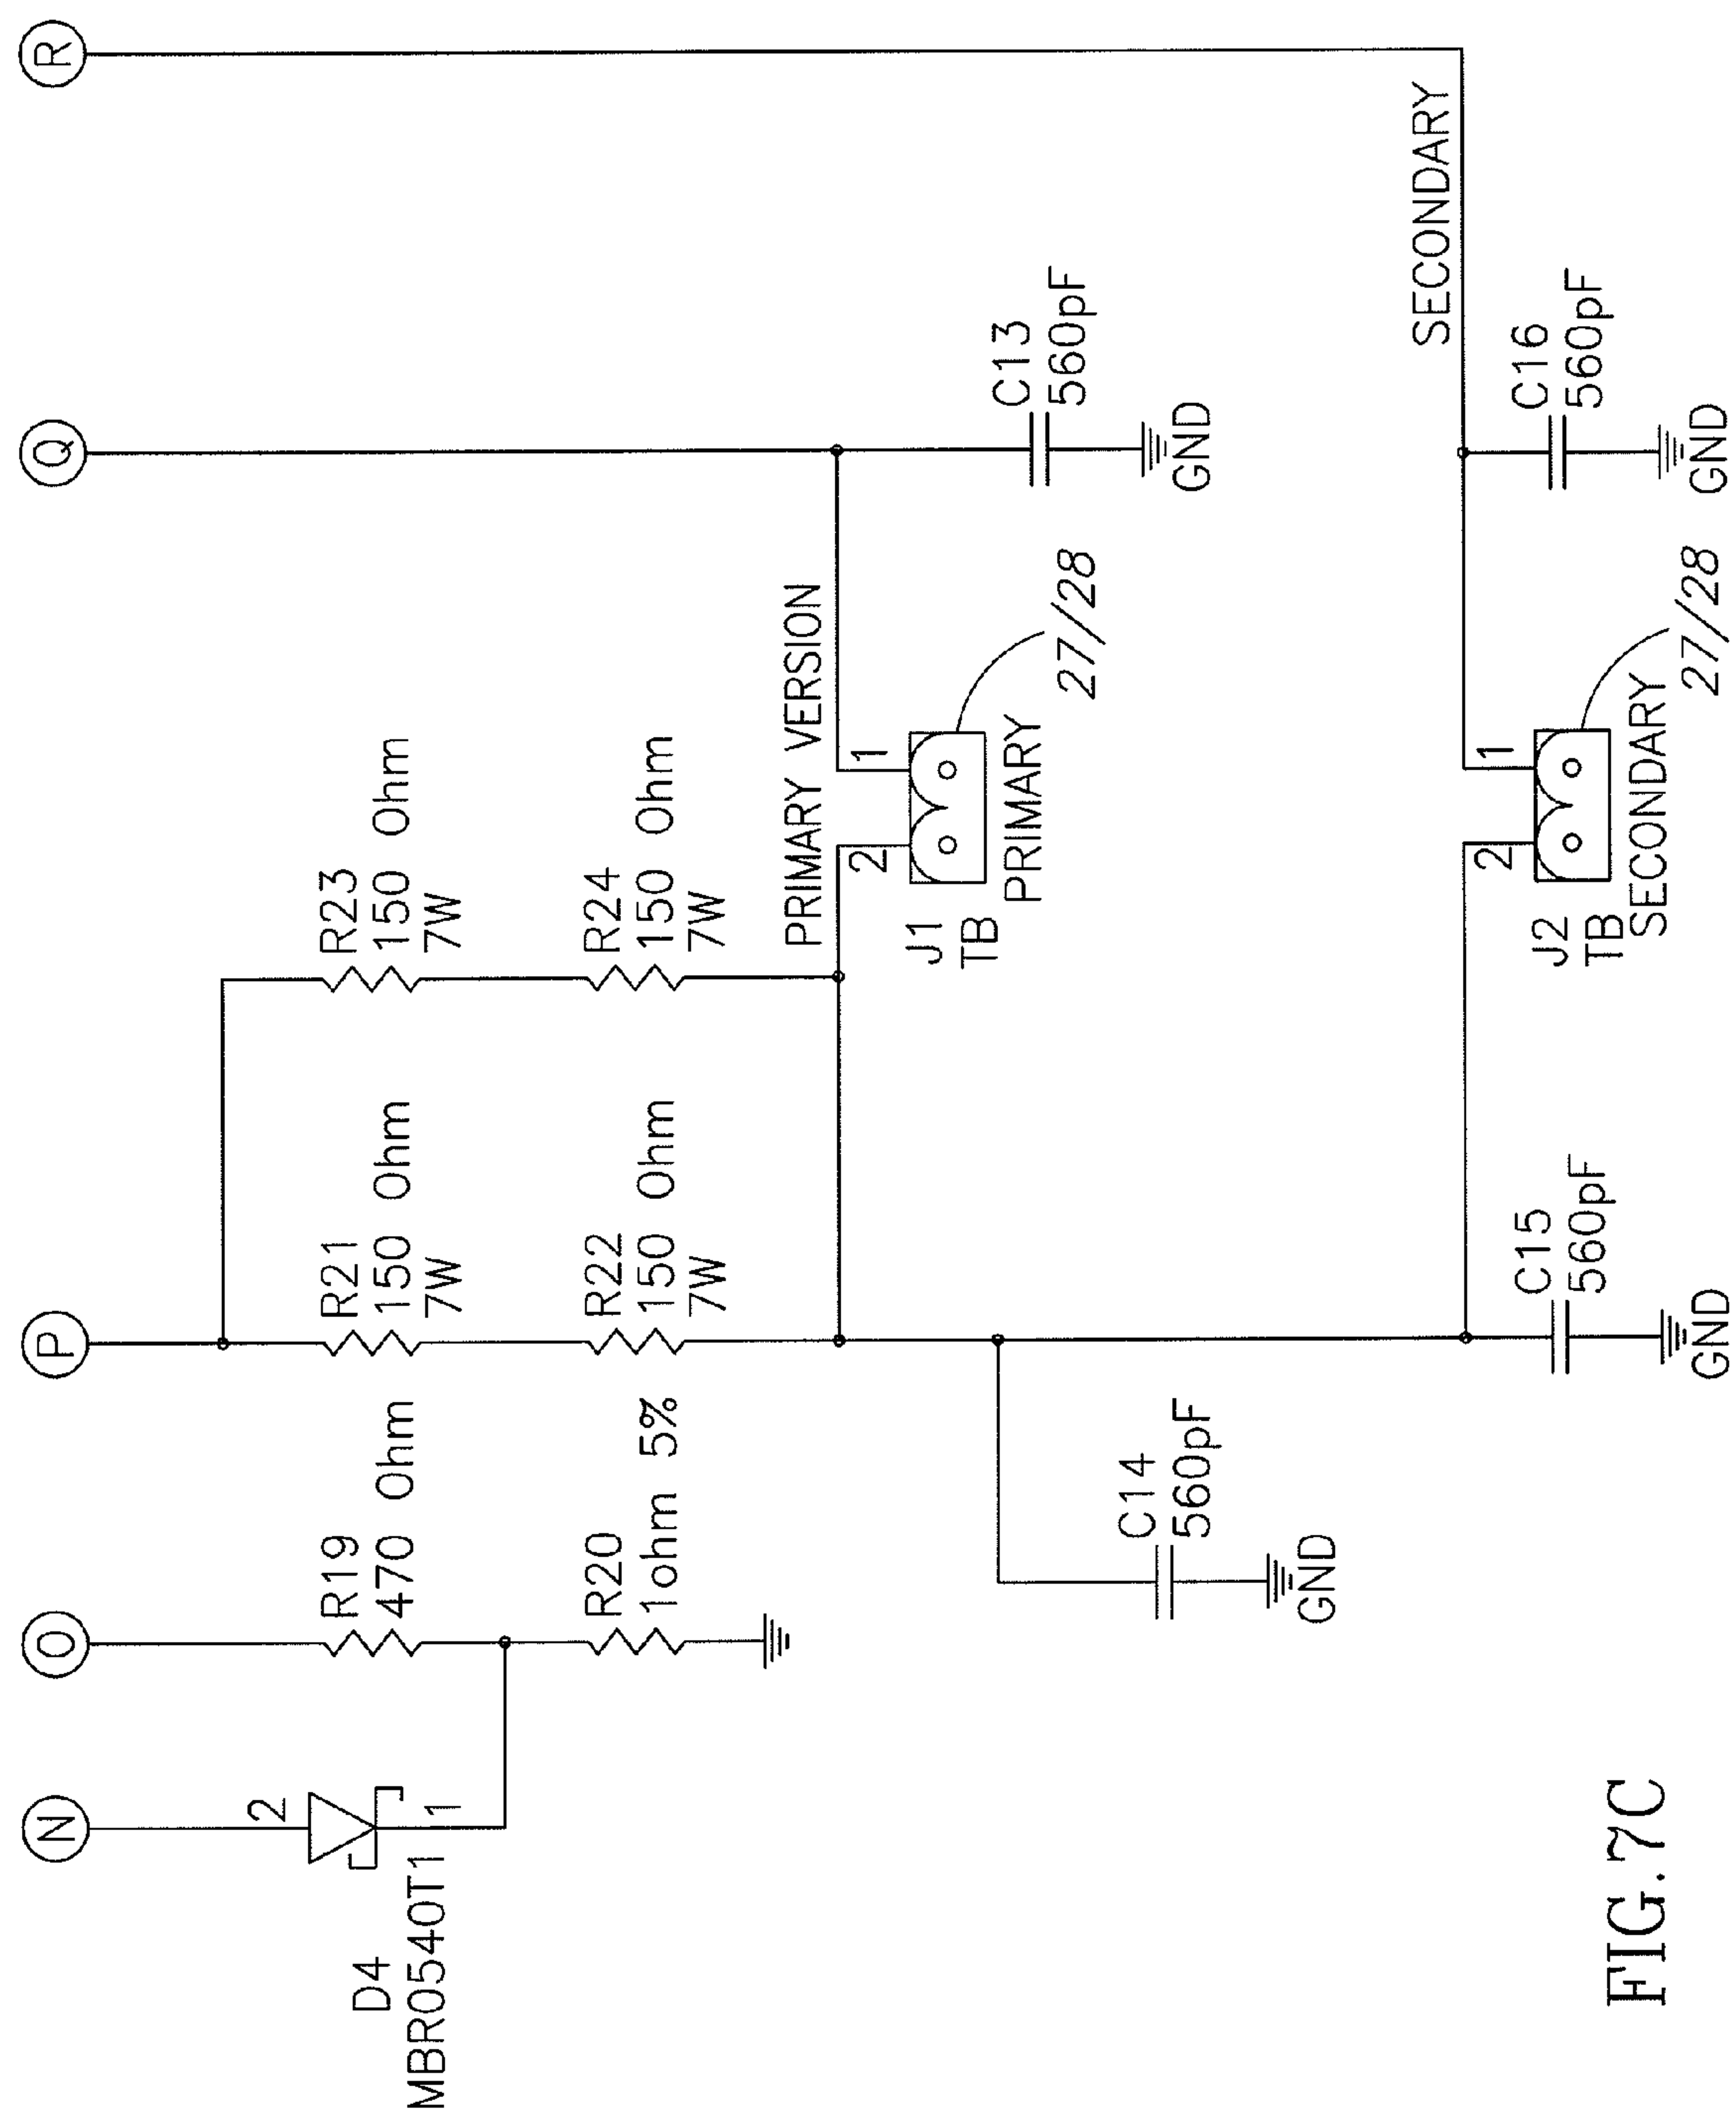 N
O
P
Q
R
D4
MBR0540T1
2
1
R19
470 Ohm
R20
1ohm 5%
R21
150 Ohm
7W
R22
150 Ohm
7W
R23
150 Ohm
7W
R24
150 Ohm
7W
PRIMARY VERSION
2
1
J1
TB
PRIMARY
27/28
C13
560pF
GND
C14
560pF
GND
SECONDARY
2
1
J2
TB
SECONDARY
27/28
C15
560pF
GND
C16
560pF
GND
FIG.7C